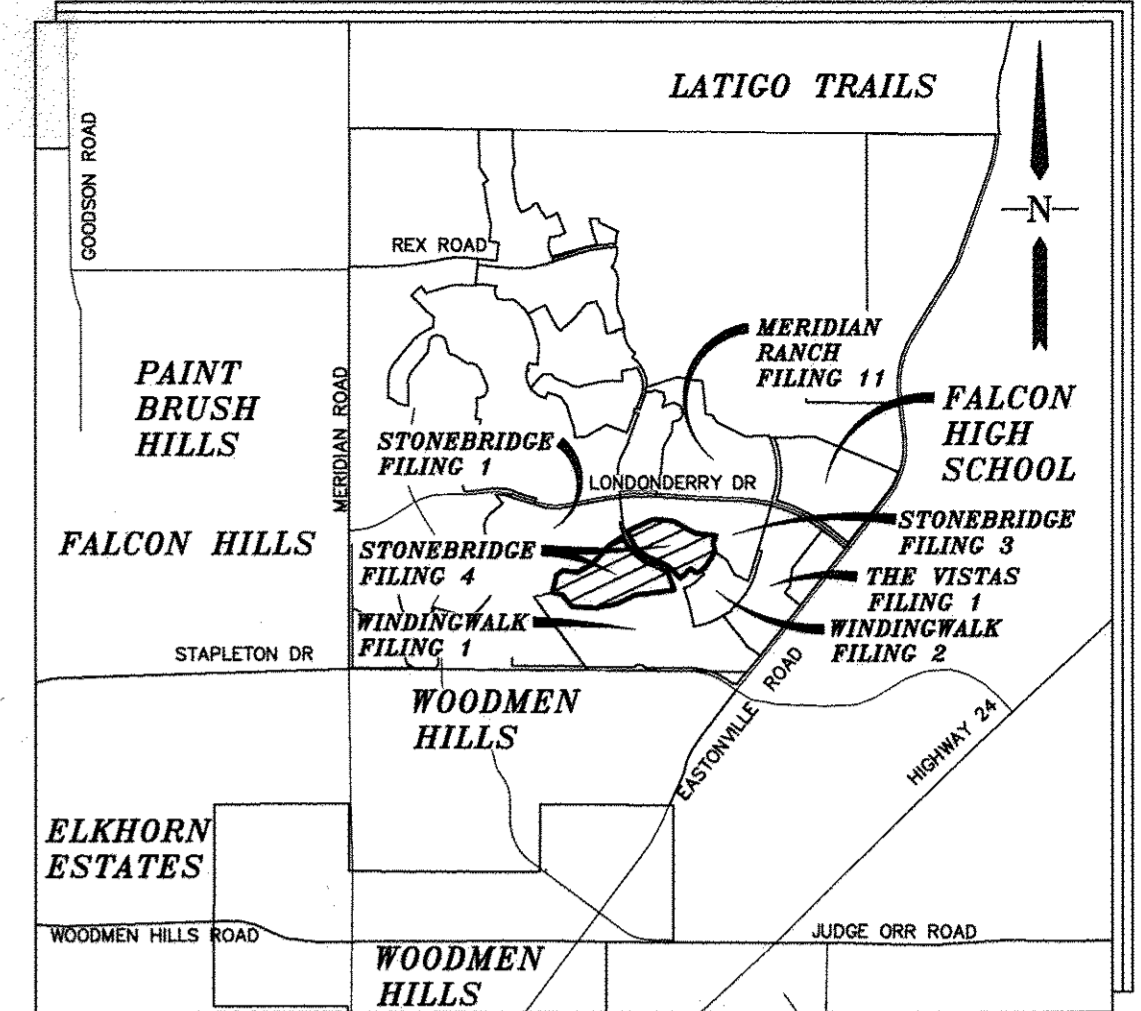 LATIGO TRAILS
GOODSON ROAD
N
REX ROAD
MERIDIAN
RANCH
FILING 11
PAINT
BRUSH
HILLS
MERIDIAN ROAD
FALCON
HIGH
SCHOOL
STONEBRIDGE
FILING 1
LONDONDERRY DR
STONEBRIDGE
FILING 3
FALCON HILLS
STONEBRIDGE
FILING 4
THE VISTAS
FILING 1
WINDINGWALK
FILING 1
WINDINGWALK
FILING 2
STAPLETON DR
WOODMEN
HILLS
EASTONVILLE ROAD
HIGHWAY 24
ELKHORN
ESTATES
WOODMEN HILLS ROAD
JUDGE ORR ROAD
WOODMEN
HILLS